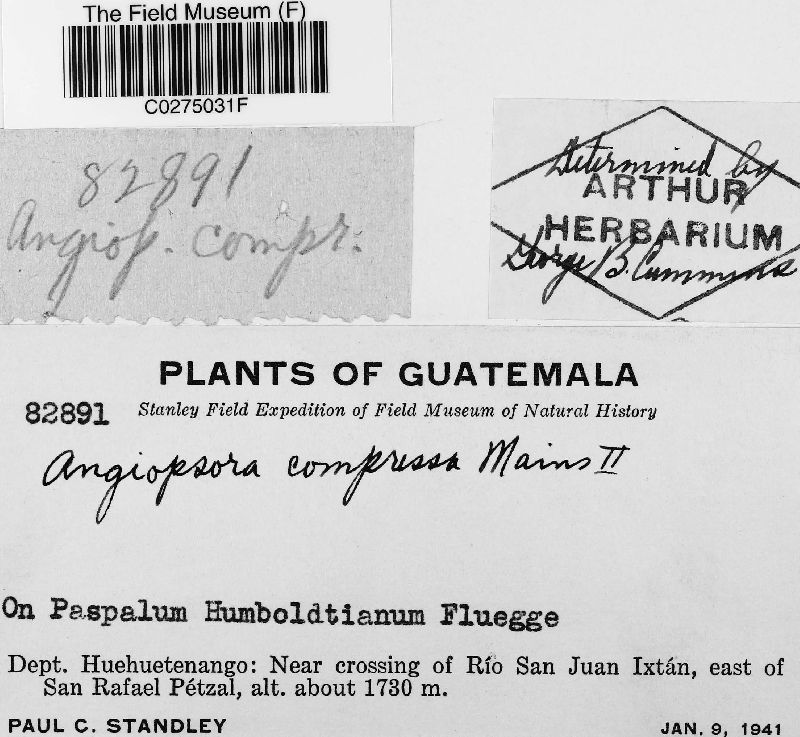 The Field Museum (F)
C0275031F
82891
Angiop. compr.
Determined by
ARTHUR
HERBARIUM
George B. Cummins
PLANTS OF GUATEMALA
82891 Stanley Field Expedition of Field Museum of Natural History
Angiopsora compressa Mains II
On Paspalum Humboldtianum Fluegge
Dept. Huehuetenango: Near crossing of Río San Juan Ixtán, east of
San Rafael Pétzal, alt. about 1730 m.
PAUL C. STANDLEY JAN. 9, 1941